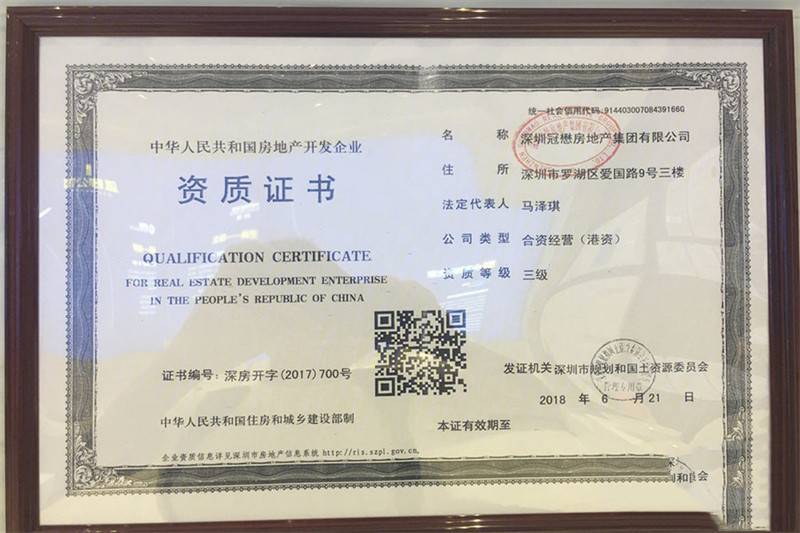 统一社会信用代码:91440300708439166G
中华人民共和国房地产开发企业
资质证书
QUALIFICATION CERTIFICATE
FOR REAL ESTATE DEVELOPMENT ENTERPRISE
IN THE PEOPLE'S REPUBLIC OF CHINA
名 称 深圳冠懋房地产集团有限公司
住 所 深圳市罗湖区爱国路9号三楼
法定代表人 马泽琪
公司类型 合资经营(港资)
资质等级 三级
证书编号:深房开字(2017)700号
发证机关 深圳市规划和国土资源委员会
2018 年 6 月 21 日
中华人民共和国住房和城乡建设部制
本证有效期至
企业资质信息详见深圳市房地产信息系统 http://ris.szpl.gov.cn.